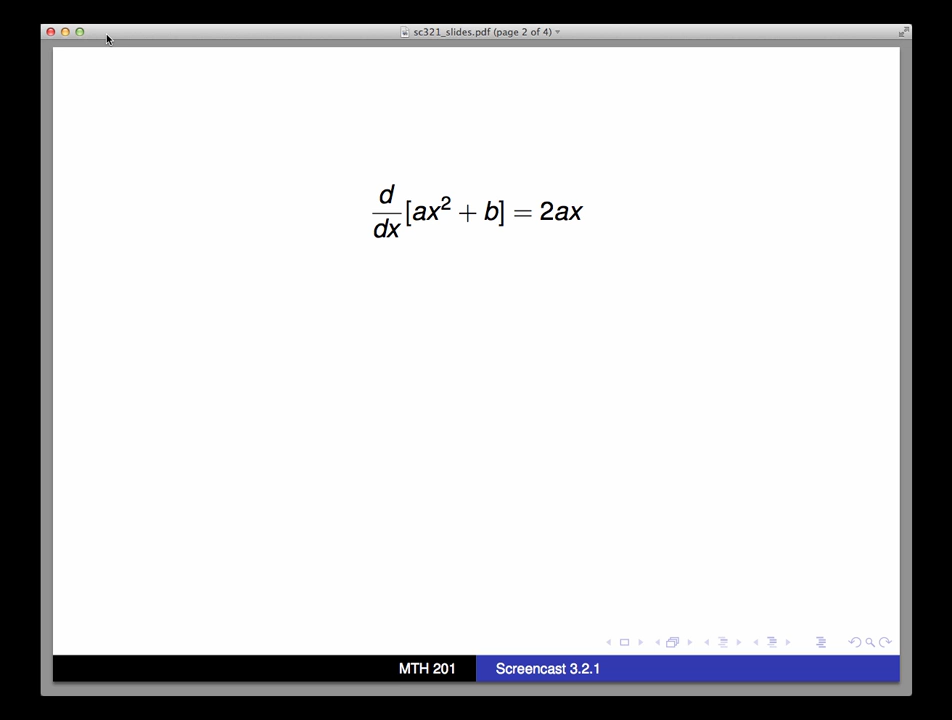 sc321_slides.pdf (page 2 of 4)
d/dx [ax² + b] = 2ax
MTH 201 Screencast 3.2.1